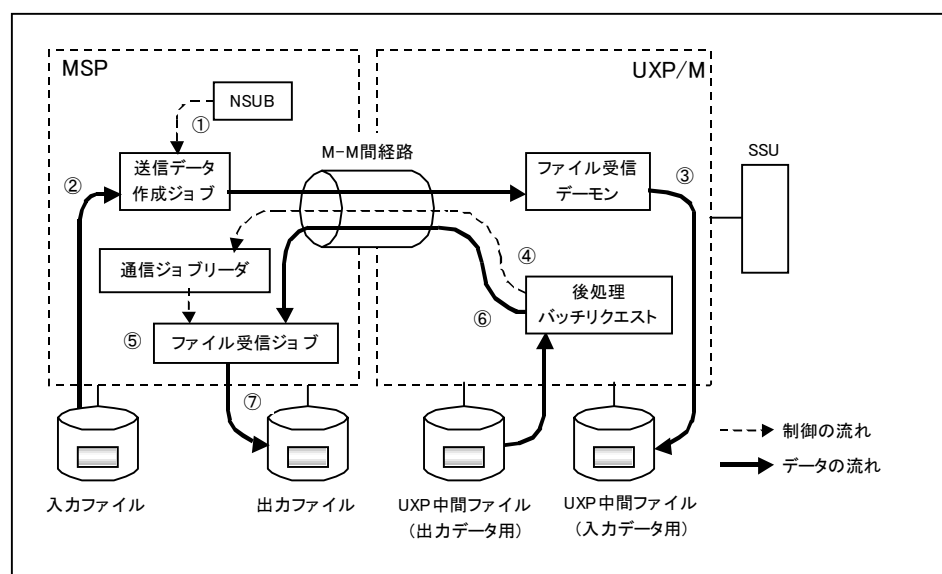 MSP
UXP/M
NSUB
①
M-M間経路
SSU
②
送信データ
作成ジョブ
ファイル受信
デーモン
③
通信ジョブリーダ
④
後処理
バッチリクエスト
⑤
ファイル受信ジョブ
⑥
⑦
制御の流れ
データの流れ
入力ファイル
出力ファイル
UXP中間ファイル
(出力データ用)
UXP中間ファイル
(入力データ用)